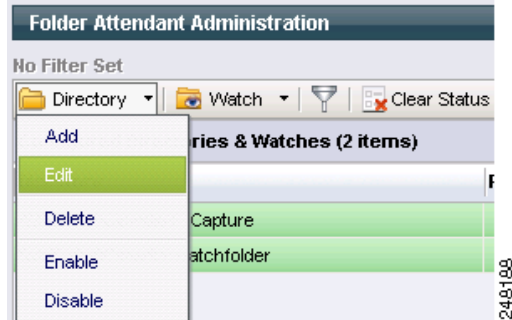 Folder Attendant Administration
No Filter Set
Directory Watch Clear Status
Add
ries & Watches (2 items)
Edit
Delete
Capture
Enable
atchfolder
Disable
248188